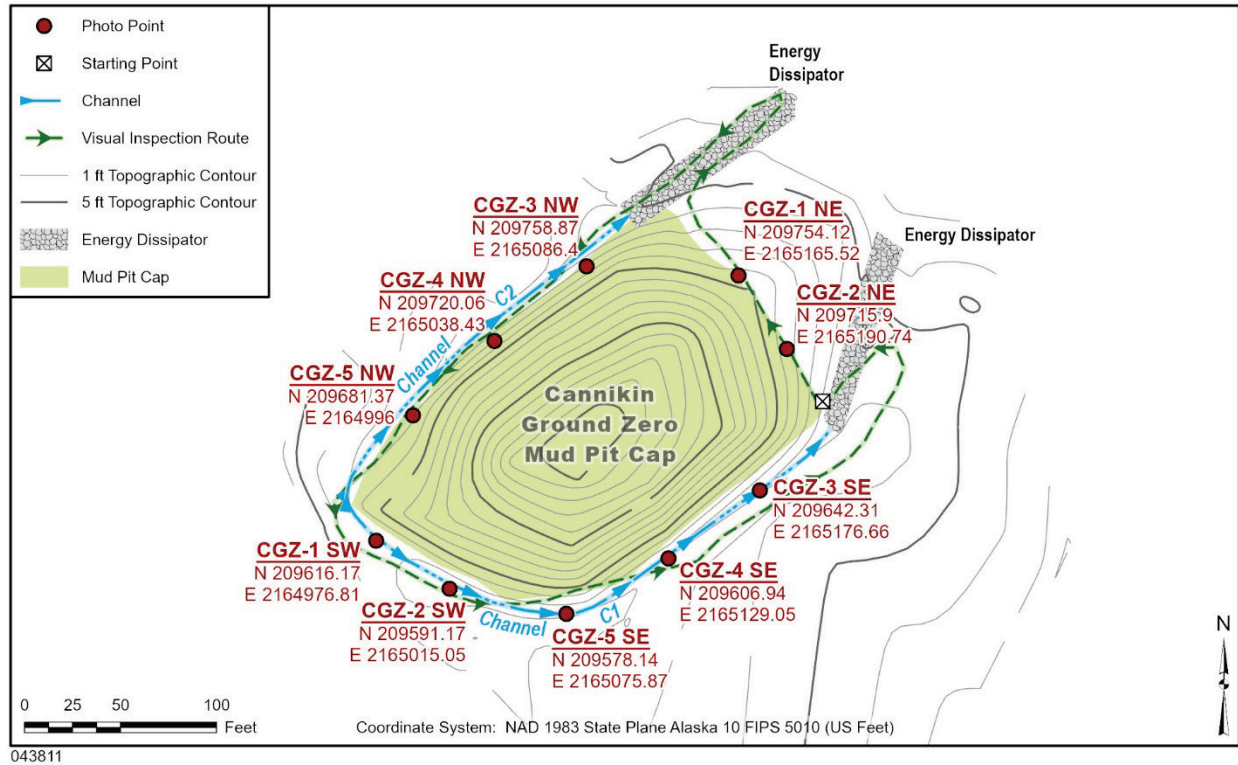 Photo Point
Starting Point
Channel
Visual Inspection Route
1 ft Topographic Contour
5 ft Topographic Contour
Energy Dissipator
Mud Pit Cap
Energy
Dissipator
Energy Dissipator
CGZ-3 NW
N 209758.87
E 2165086.4
CGZ-1 NE
N 209754.12
E 2165165.52
CGZ-4 NW
N 209720.06
E 2165038.43
CGZ-2 NE
N 209715.9
E 2165190.74
Channel C2
CGZ-5 NW
N 209681.37
E 2164996
Cannikin
Ground Zero
Mud Pit Cap
CGZ-3 SE
N 209642.31
E 2165176.66
CGZ-1 SW
N 209616.17
E 2164976.81
CGZ-4 SE
N 209606.94
E 2165129.05
CGZ-2 SW
N 209591.17
E 2165015.05
Channel C1
CGZ-5 SE
N 209578.14
E 2165075.87
N
0 25 50 100
Feet
Coordinate System: NAD 1983 State Plane Alaska 10 FIPS 5010 (US Feet)
043811